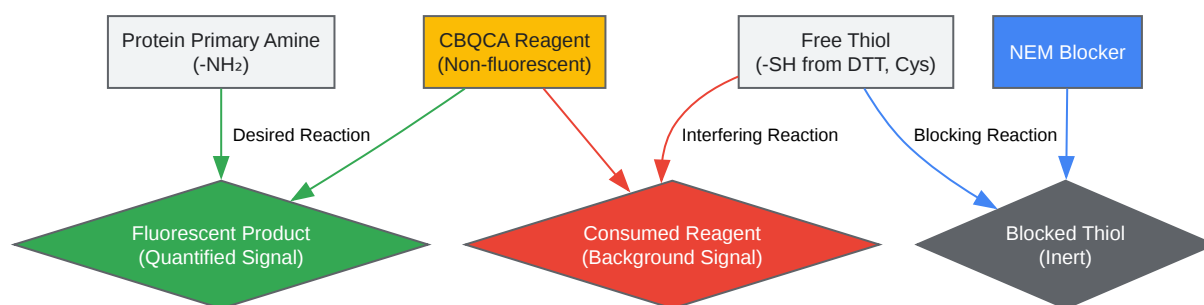 Protein Primary Amine
(-NH₂)
CBQCA Reagent
(Non-fluorescent)
Free Thiol
(-SH from DTT, Cys)
NEM Blocker
Desired Reaction
Interfering Reaction
Blocking Reaction
Fluorescent Product
(Quantified Signal)
Consumed Reagent
(Background Signal)
Blocked Thiol
(Inert)